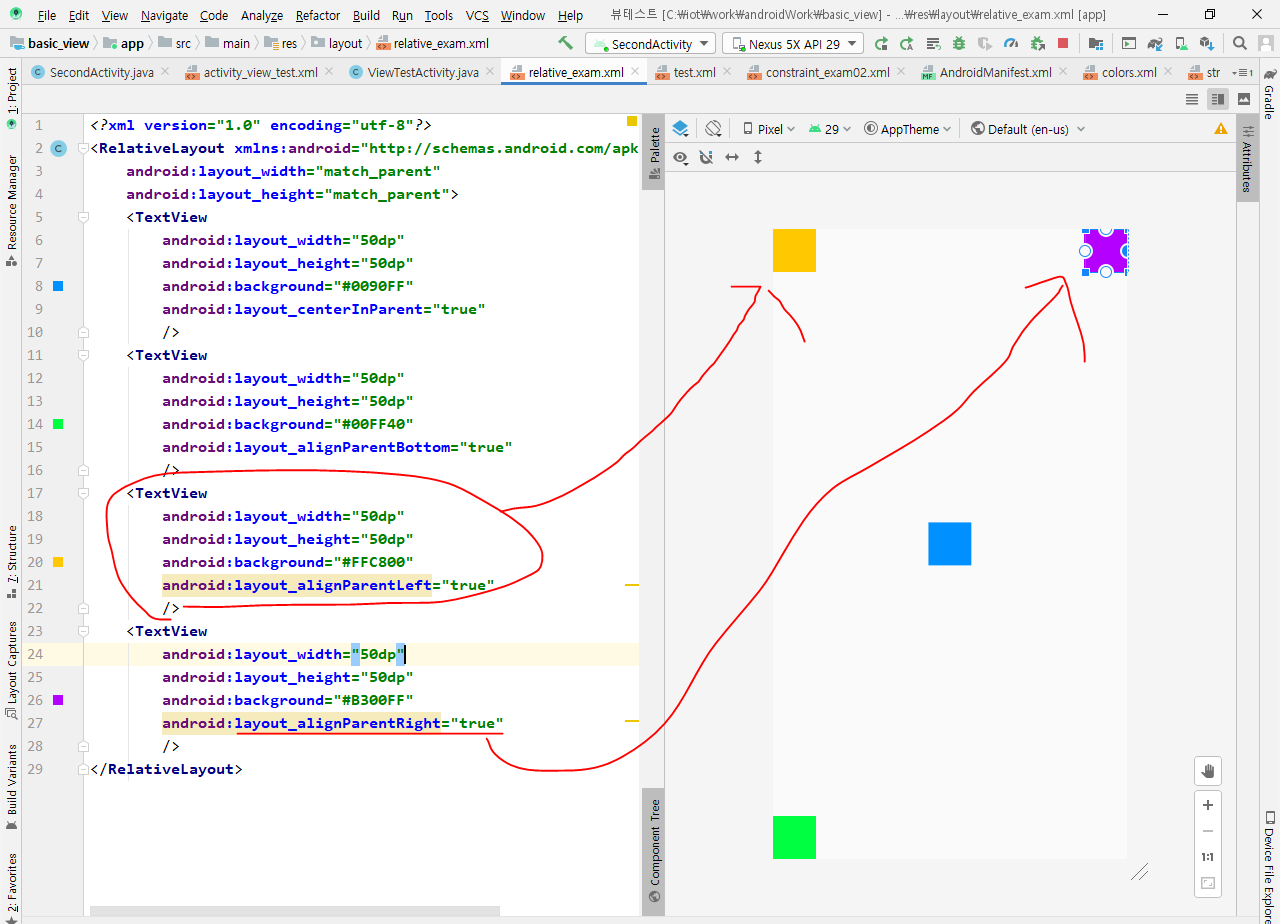 File Edit View Navigate Code Analyze Refactor Build Run Tools VCS Window Help 뷰테스트 [C:₩iot₩work₩androidWork₩basic_view] - ...₩res₩layout₩relative_exam.xml [app]
basic_view app src main res layout relative_exam.xml SecondActivity Nexus 5X API 29
SecondActivity.java activity_view_test.xml ViewTestActivity.java relative_exam.xml test.xml constraint_exam02.xml AndroidManifest.xml colors.xml str
1: Project
Resource Manager
7: Structure
Layout Captures
Build Variants
2: Favorites
1 <?xml version="1.0" encoding="utf-8"?>
2 <RelativeLayout xmlns:android="http://schemas.android.com/apk
3 android:layout_width="match_parent"
4 android:layout_height="match_parent">
5 <TextView
6 android:layout_width="50dp"
7 android:layout_height="50dp"
8 android:background="#0090FF"
9 android:layout_centerInParent="true"
10 />
11 <TextView
12 android:layout_width="50dp"
13 android:layout_height="50dp"
14 android:background="#00FF40"
15 android:layout_alignParentBottom="true"
16 />
17 <TextView
18 android:layout_width="50dp"
19 android:layout_height="50dp"
20 android:background="#FFC800"
21 android:layout_alignParentLeft="true"
22 />
23 <TextView
24 android:layout_width="50dp"
25 android:layout_height="50dp"
26 android:background="#B300FF"
27 android:layout_alignParentRight="true"
28 />
29 </RelativeLayout>
Palette
Component Tree
Pixel 29 AppTheme Default (en-us)
1:1
Attributes
Gradle
Device File Explore